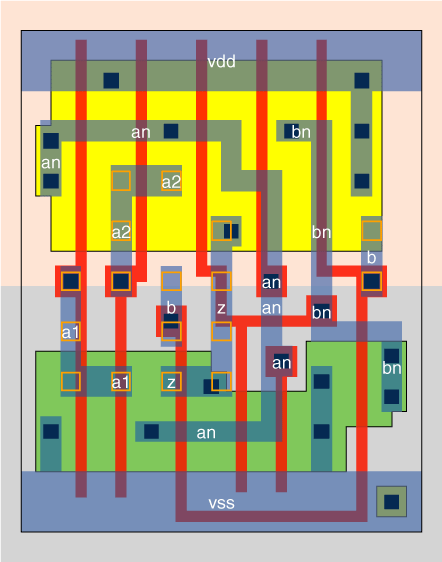 vdd
an bn
an
a2
a2 bn
b
an
b z an bn
a1
an bn
a1 z
an
vss